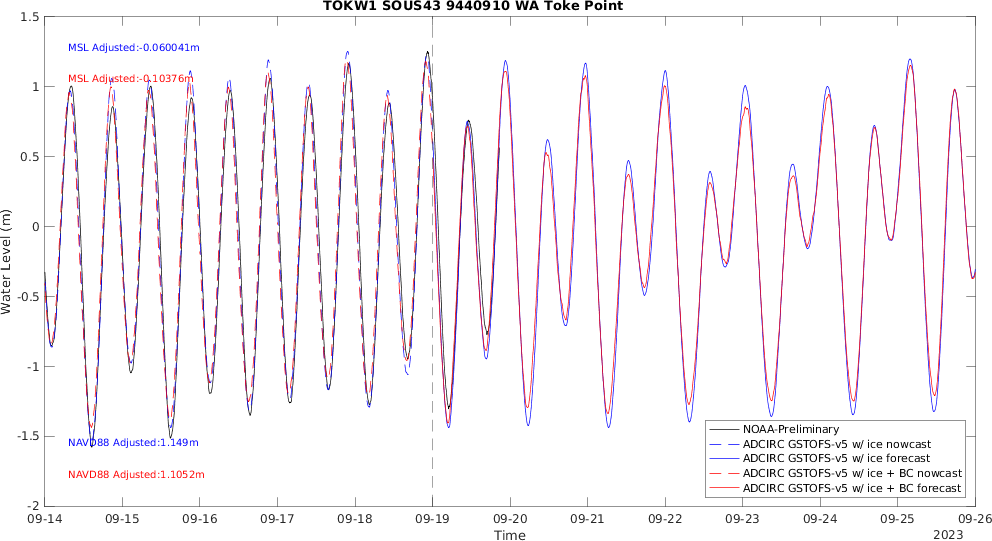 TOKW1 SOUS43 9440910 WA Toke Point
1.5
1
0.5
0
-0.5
-1
-1.5
-2
Water Level (m)
MSL Adjusted:-0.060041m
MSL Adjusted:-0.10376m
NAVD88 Adjusted:1.149m
NAVD88 Adjusted:1.1052m
NOAA-Preliminary
ADCIRC GSTOFS-v5 w/ ice nowcast
ADCIRC GSTOFS-v5 w/ ice forecast
ADCIRC GSTOFS-v5 w/ ice + BC nowcast
ADCIRC GSTOFS-v5 w/ ice + BC forecast
09-14 09-15 09-16 09-17 09-18 09-19 09-20 09-21 09-22 09-23 09-24 09-25 09-26
Time
2023